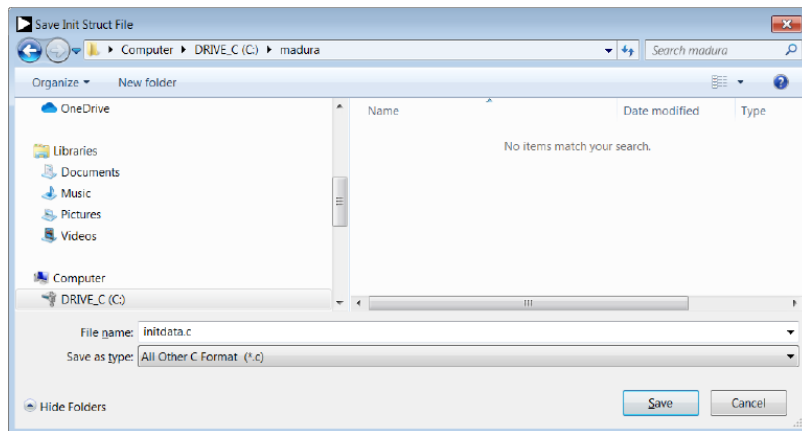 Save Init Struct File
Computer DRIVE_C (C:) madura
Search madura
Organize New folder
OneDrive
Name Date modified Type
No items match your search.
Libraries
Documents
Music
Pictures
Videos
Computer
DRIVE_C (C:)
File name: initdata.c
Save as type: All Other C Format (*.c)
Hide Folders
Save Cancel